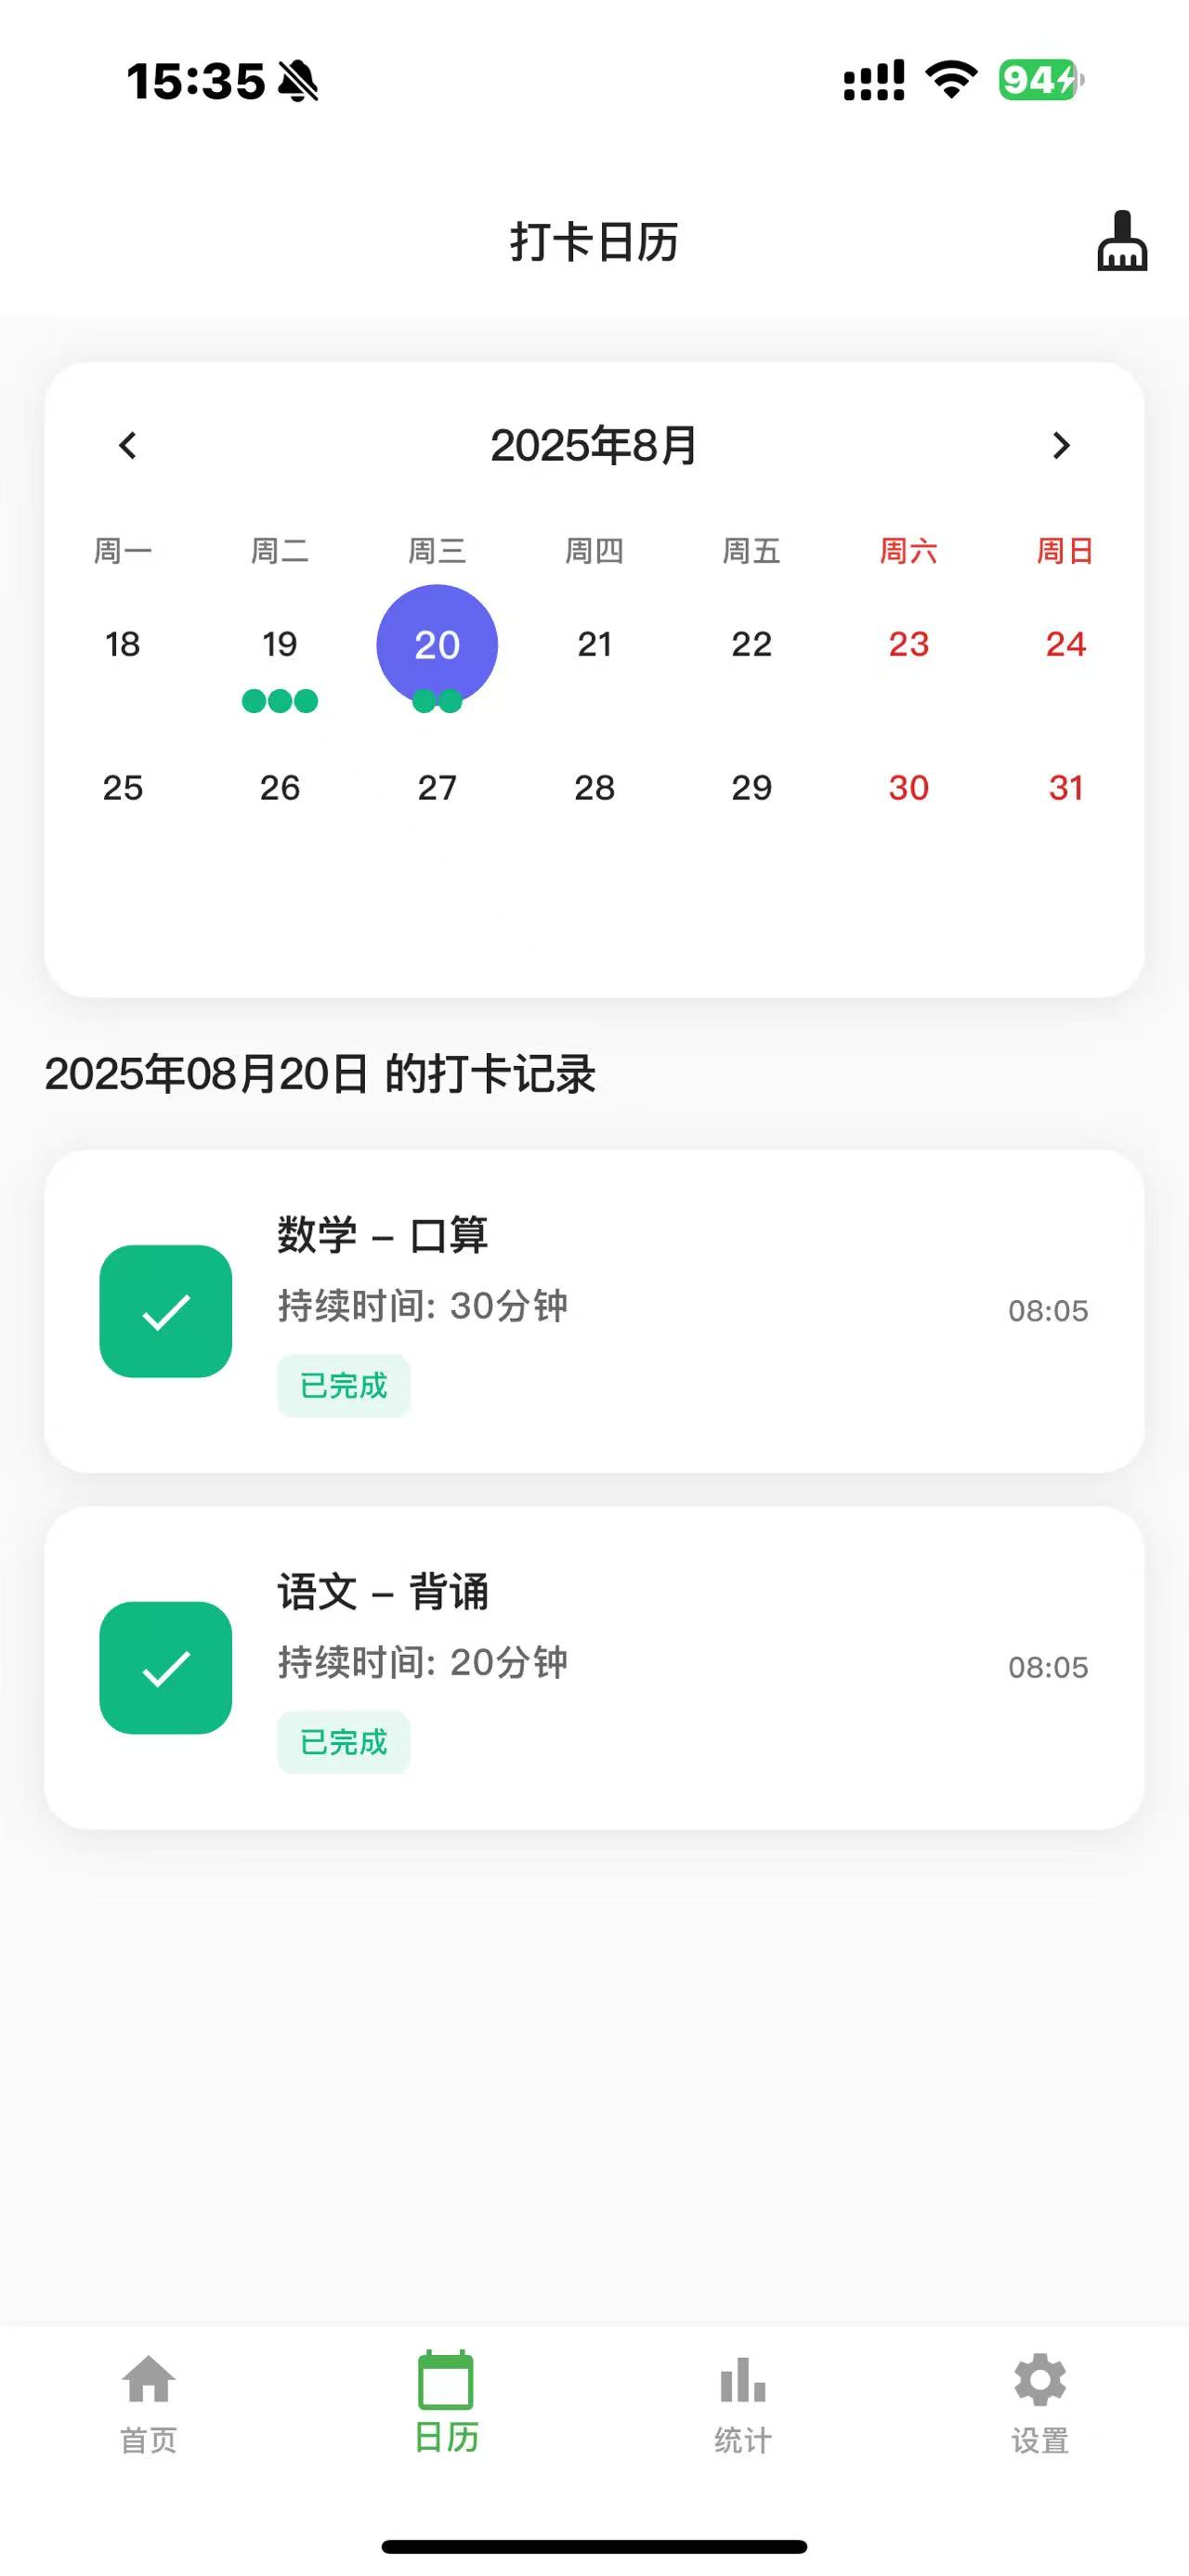 15:35 94
打卡日历
2025年8月
周一 周二 周三 周四 周五 周六 周日
18 19 20 21 22 23 24
25 26 27 28 29 30 31
2025年08月20日 的打卡记录
数学 – 口算
持续时间: 30分钟
08:05
已完成
语文 – 背诵
持续时间: 20分钟
08:05
已完成
首页 日历 统计 设置